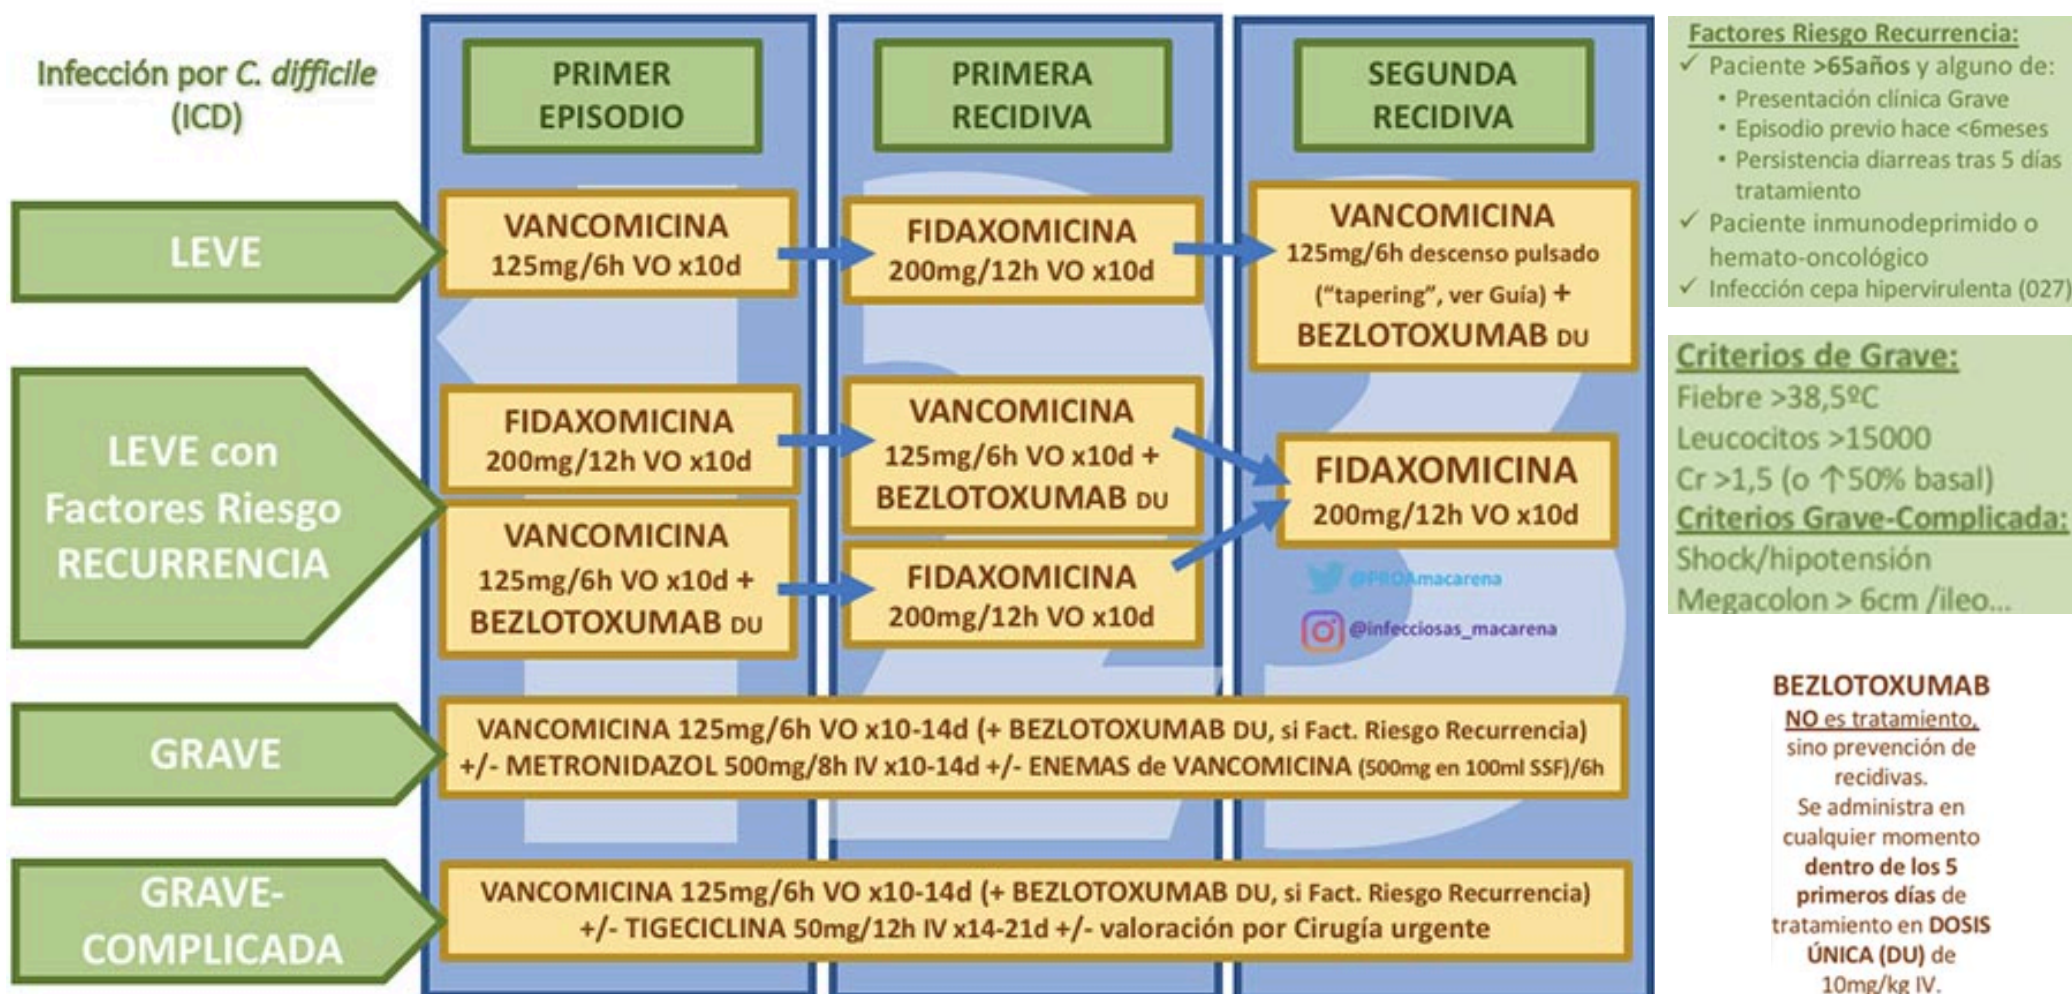 Infección por C. difficile
(ICD)
PRIMER
EPISODIO
PRIMERA
RECIDIVA
SEGUNDA
RECIDIVA
LEVE
VANCOMICINA
125mg/6h VO x10d
FIDAXOMICINA
200mg/12h VO x10d
VANCOMICINA
125mg/6h descenso pulsado
("tapering", ver Guía) +
BEZLOTOXUMAB DU
LEVE con
Factores Riesgo
RECURRENCIA
FIDAXOMICINA
200mg/12h VO x10d
VANCOMICINA
125mg/6h VO x10d +
BEZLOTOXUMAB DU
VANCOMICINA
125mg/6h VO x10d +
BEZLOTOXUMAB DU
FIDAXOMICINA
200mg/12h VO x10d
FIDAXOMICINA
200mg/12h VO x10d
@PROAmacarena
@infecciosas_macarena
GRAVE
VANCOMICINA 125mg/6h VO x10-14d (+ BEZLOTOXUMAB DU, si Fact. Riesgo Recurrencia)
+/- METRONIDAZOL 500mg/8h IV x10-14d +/- ENEMAS de VANCOMICINA (500mg en 100ml SSF)/6h
GRAVE-
COMPLICADA
VANCOMICINA 125mg/6h VO x10-14d (+ BEZLOTOXUMAB DU, si Fact. Riesgo Recurrencia)
+/- TIGECICLINA 50mg/12h IV x14-21d +/- valoración por Cirugía urgente
Factores Riesgo Recurrencia:
✓ Paciente >65años y alguno de:
• Presentación clínica Grave
• Episodio previo hace <6meses
• Persistencia diarreas tras 5 días
tratamiento
✓ Paciente inmunodeprimido o
hemato-oncológico
✓ Infección cepa hipervirulenta (027)
Criterios de Grave:
Fiebre >38,5ºC
Leucocitos >15000
Cr >1,5 (o ↑50% basal)
Criterios Grave-Complicada:
Shock/hipotensión
Megacolon > 6cm /ileo...
BEZLOTOXUMAB
NO es tratamiento,
sino prevención de
recidivas.
Se administra en
cualquier momento
dentro de los 5
primeros días de
tratamiento en DOSIS
ÚNICA (DU) de
10mg/kg IV.
1
2
3